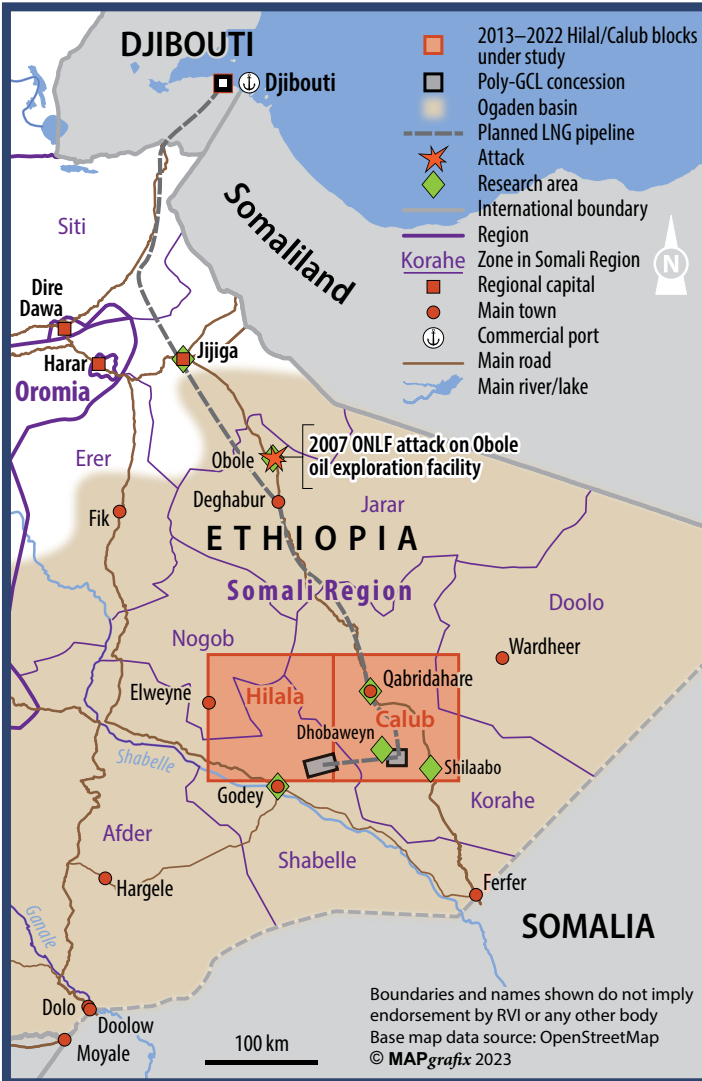 DJIBOUTI
Djibouti
2013–2022 Hilal/Calub blocks
under study
Poly-GCL concession
Ogaden basin
Planned LNG pipeline
Attack
Research area
International boundary
Region
Korahe
Zone in Somali Region
Regional capital
Main town
Commercial port
Main road
Main river/lake
N
Siti
Somaliland
Dire
Dawa
Harar
Jijiga
Oromia
Erer
Obole
2007 ONLF attack on Obole
oil exploration facility
Deghabur
Jarar
Fik
ETHIOPIA
Somali Region
Doolo
Nogob
Wardheer
Elweyne
Hilala
Qabridahare
Calub
Dhobaweyn
Shabelle
Shilaabo
Godey
Korahe
Afder
Shabelle
Hargele
Ferfer
SOMALIA
Ganale
Dolo
Doolow
Moyale
100 km
Boundaries and names shown do not imply
endorsement by RVI or any other body
Base map data source: OpenStreetMap
© MAPgrafix 2023